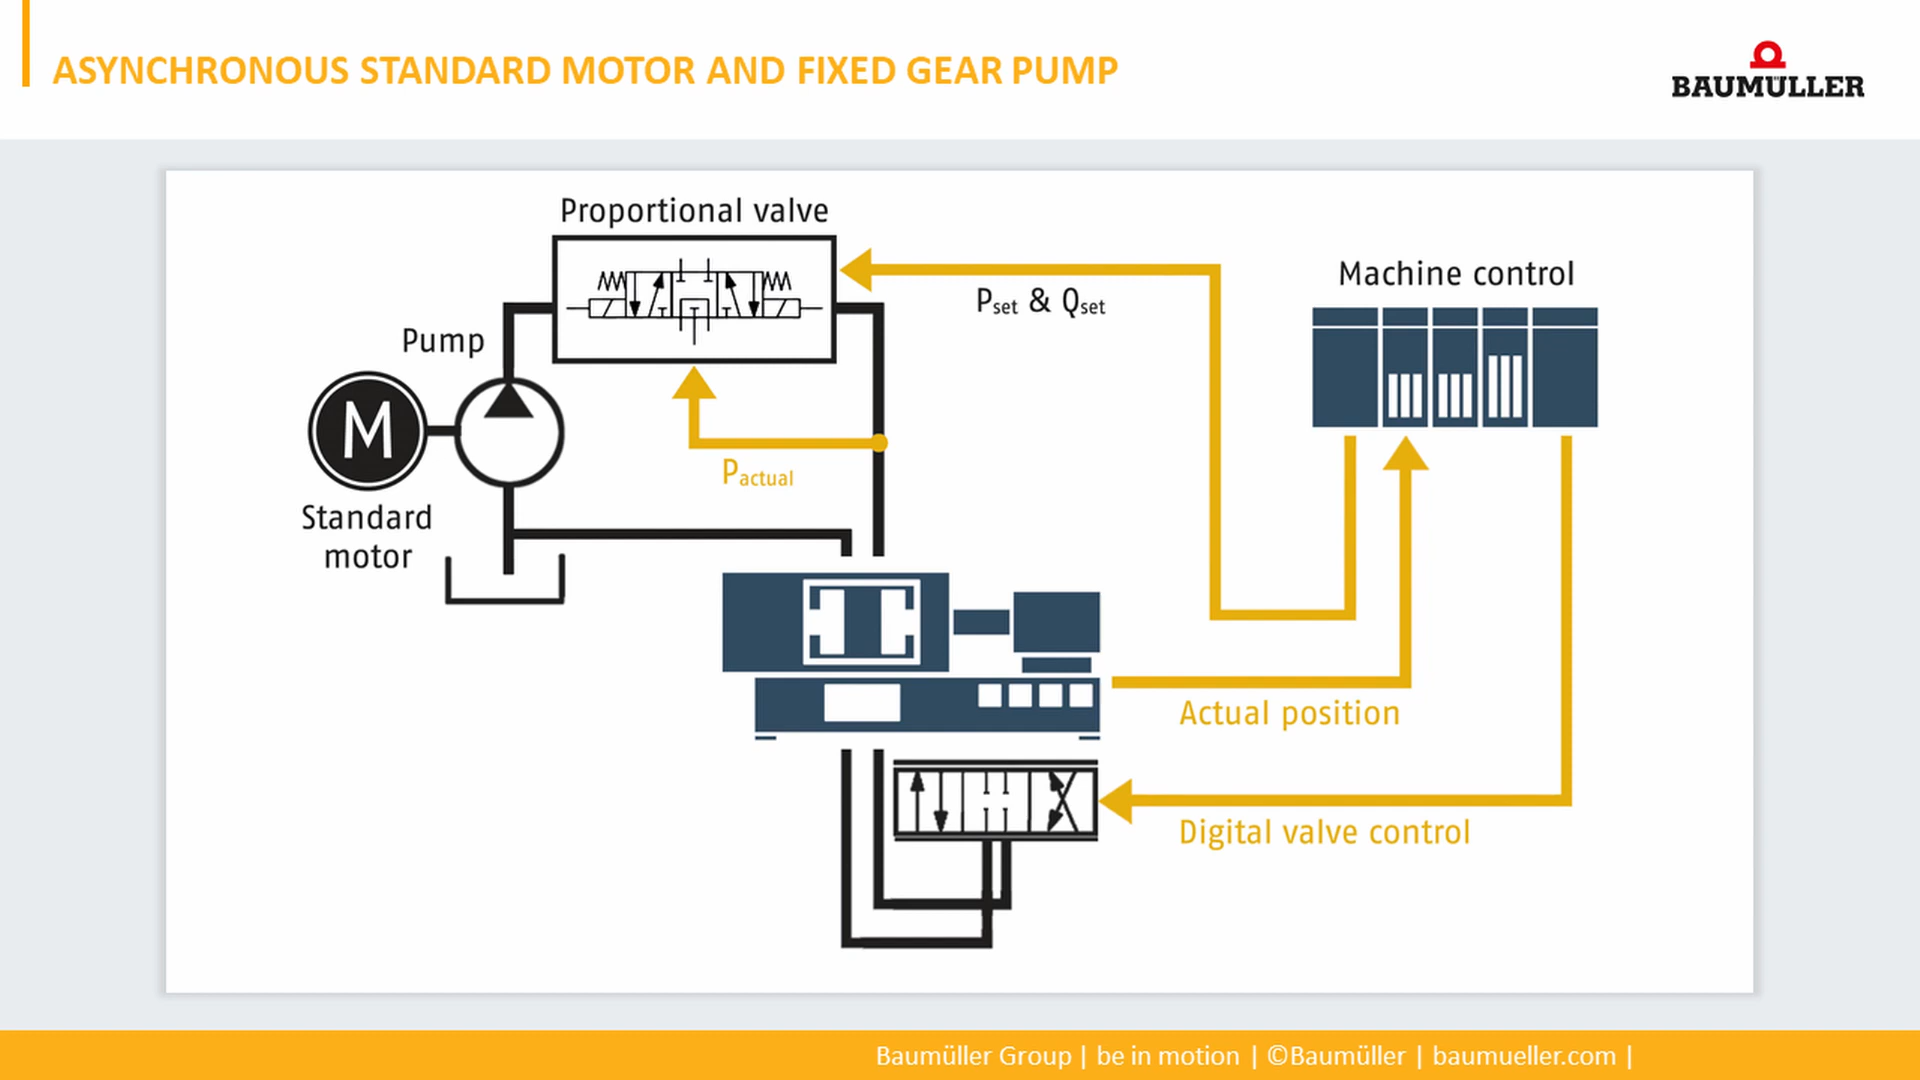 ASYNCHRONOUS STANDARD MOTOR AND FIXED GEAR PUMP
BAUMÜLLER
Proportional valve
Machine control
Pset & Qset
Pump
M
Pactual
Standard
motor
Actual position
Digital valve control
Baumüller Group | be in motion | ©Baumüller | baumueller.com |